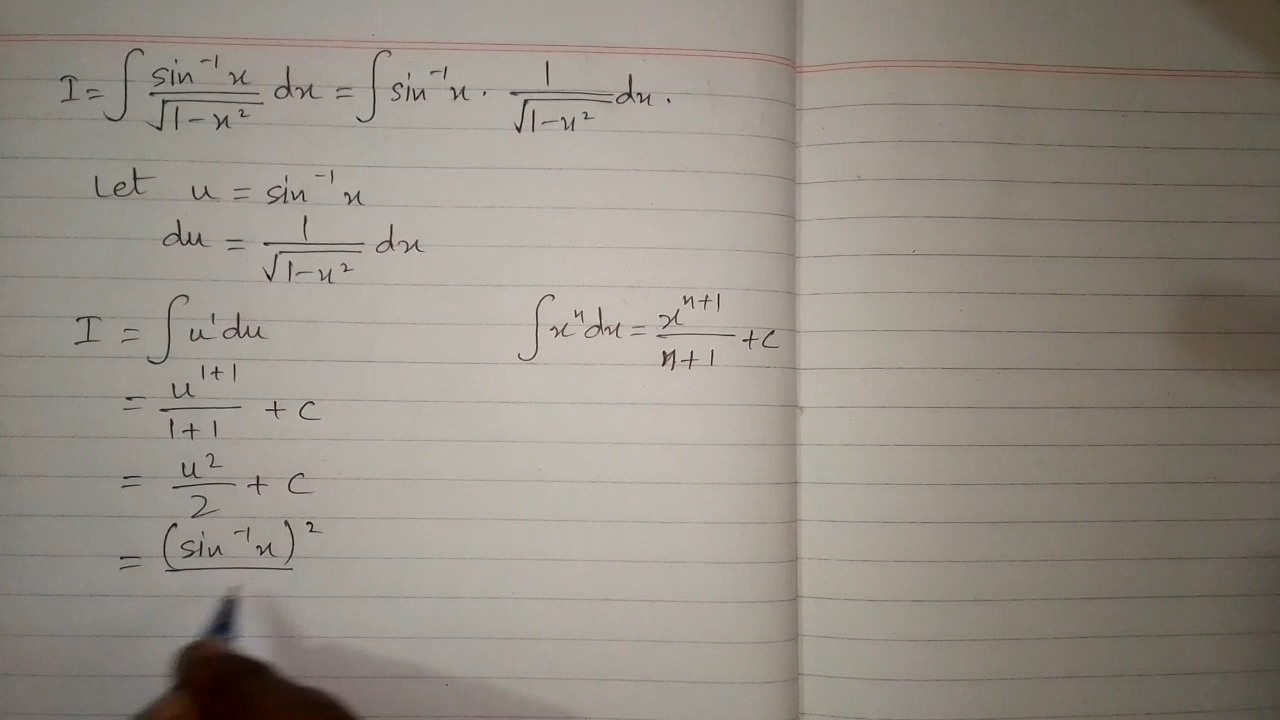 I = ∫ sin⁻¹x / √(1-x²) dx = ∫ sin⁻¹x · 1 / √(1-x²) dx.
Let u = sin⁻¹x
du = 1 / √(1-x²) dx
I = ∫ u¹ du
∫ xⁿ dx = xⁿ⁺¹ / n+1 + c
= u¹⁺¹ / 1+1 + c
= u² / 2 + c
= (sin⁻¹x)²